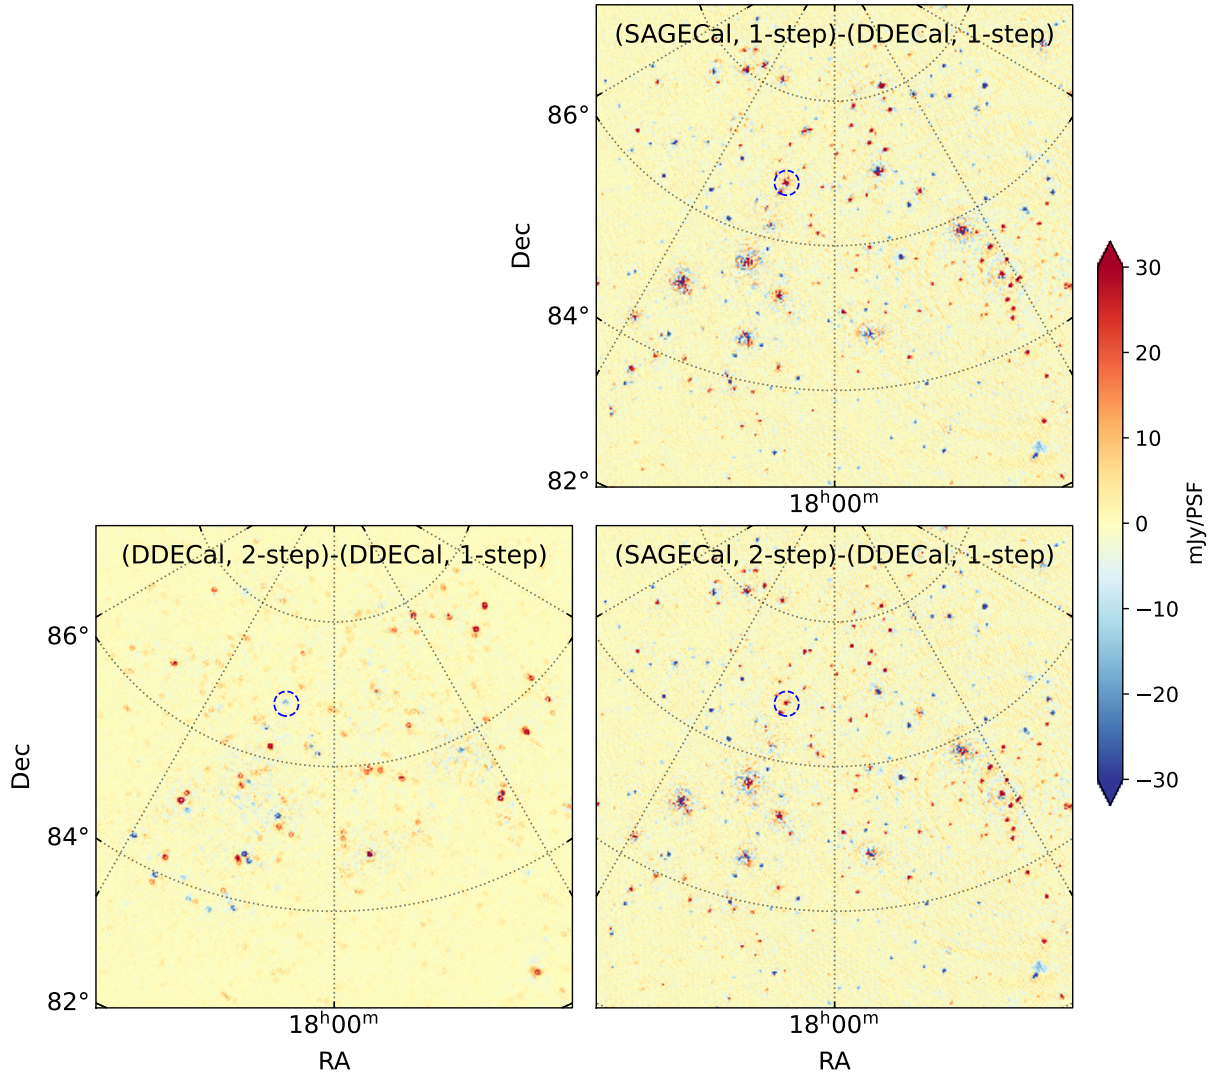 (SAGECal, 1-step)-(DDECal, 1-step)
86°
84°
82°
Dec
18ʰ00ᵐ
(DDECal, 2-step)-(DDECal, 1-step)
(SAGECal, 2-step)-(DDECal, 1-step)
86°
84°
82°
Dec
18ʰ00ᵐ
18ʰ00ᵐ
RA
RA
30
20
10
0
−10
−20
−30
mJy/PSF